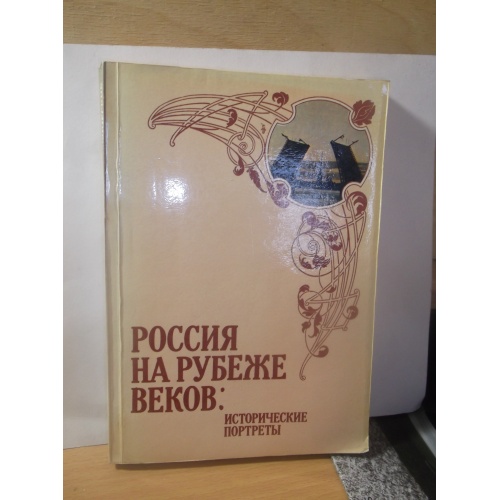 РОССИЯ
НА РУБЕЖЕ
ВЕКОВ:
ИСТОРИЧЕСКИЕ
ПОРТРЕТЫ